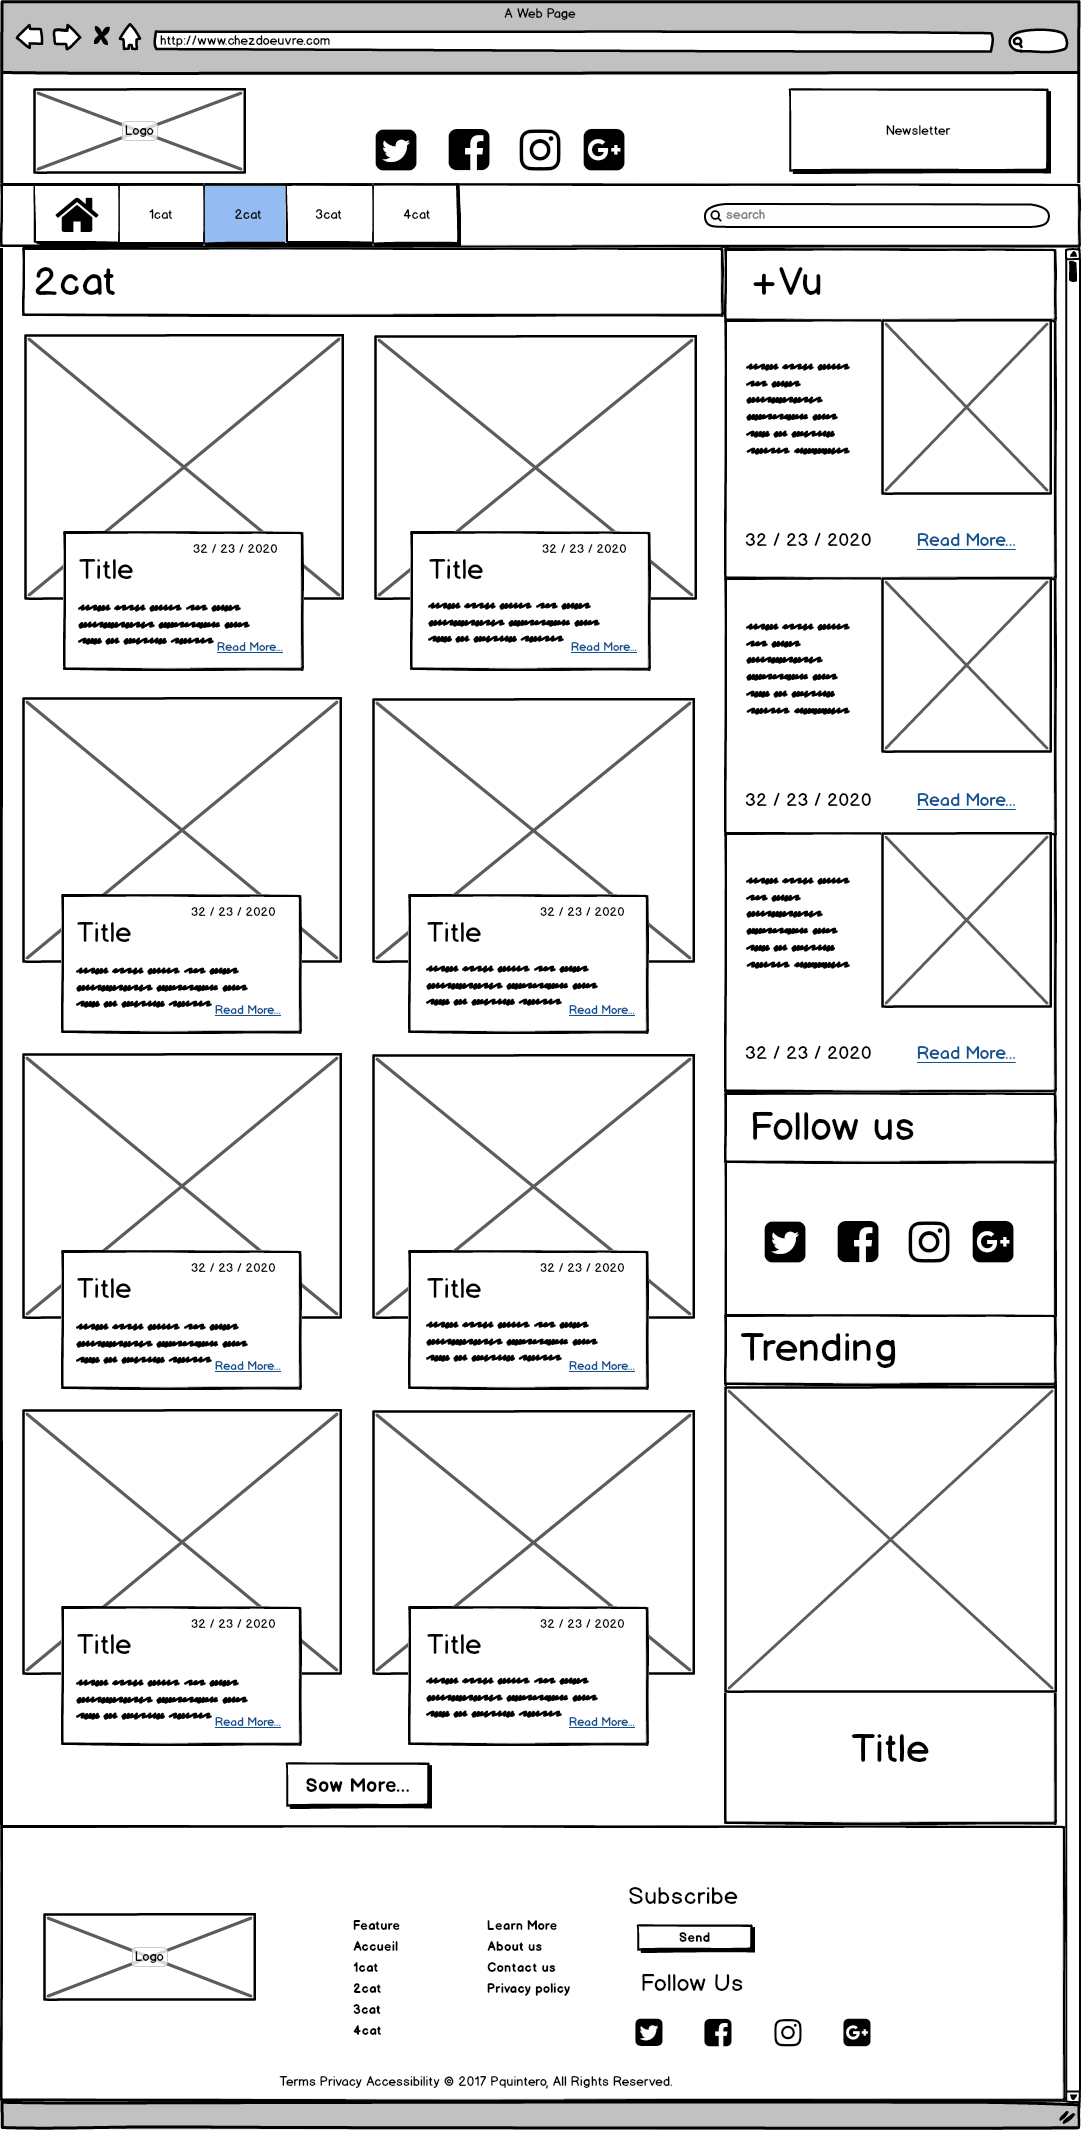 A Web Page
http://www.chezdoeuvre.com
Logo
Newsletter
1cat
2cat
3cat
4cat
search
2cat
32 / 23 / 2020
Title
Read More...
32 / 23 / 2020
Title
Read More...
32 / 23 / 2020
Title
Read More...
32 / 23 / 2020
Title
Read More...
32 / 23 / 2020
Title
Read More...
32 / 23 / 2020
Title
Read More...
32 / 23 / 2020
Title
Read More...
32 / 23 / 2020
Title
Read More...
Sow More...
+Vu
32 / 23 / 2020 Read More...
32 / 23 / 2020 Read More...
32 / 23 / 2020 Read More...
Follow us
Trending
Title
Logo
Feature
Accueil
1cat
2cat
3cat
4cat
Learn More
About us
Contact us
Privacy policy
Subscribe
Send
Follow Us
Terms Privacy Accessibility © 2017 Pquintero, All Rights Reserved.